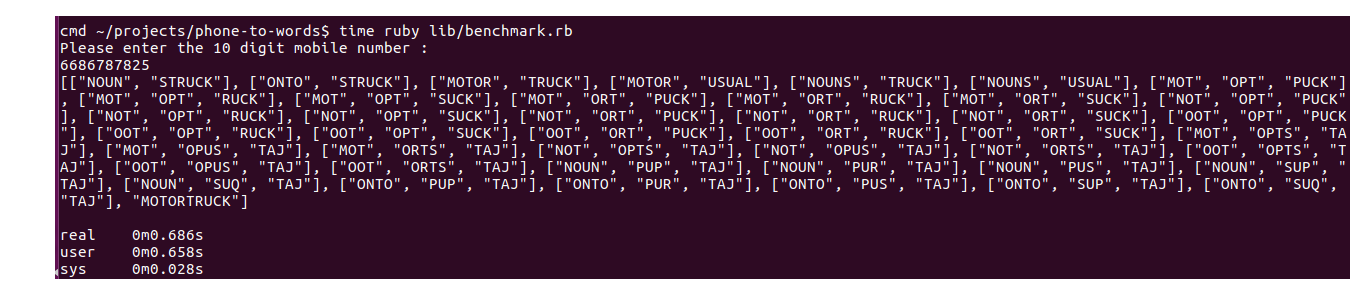 cmd ~/projects/phone-to-words$ time ruby lib/benchmark.rb
Please enter the 10 digit mobile number :
6686787825
[["NOUN", "STRUCK"], ["ONTO", "STRUCK"], ["MOTOR", "TRUCK"], ["MOTOR", "USUAL"], ["NOUNS", "TRUCK"], ["NOUNS", "USUAL"], ["MOT", "OPT", "PUCK"]
, ["MOT", "OPT", "RUCK"], ["MOT", "OPT", "SUCK"], ["MOT", "ORT", "PUCK"], ["MOT", "ORT", "RUCK"], ["MOT", "ORT", "SUCK"], ["NOT", "OPT", "PUCK"
], ["NOT", "OPT", "RUCK"], ["NOT", "OPT", "SUCK"], ["NOT", "ORT", "PUCK"], ["NOT", "ORT", "RUCK"], ["NOT", "ORT", "SUCK"], ["OOT", "OPT", "PUCK
"], ["OOT", "OPT", "RUCK"], ["OOT", "OPT", "SUCK"], ["OOT", "ORT", "PUCK"], ["OOT", "ORT", "RUCK"], ["OOT", "ORT", "SUCK"], ["MOT", "OPTS", "TA
J"], ["MOT", "OPUS", "TAJ"], ["MOT", "ORTS", "TAJ"], ["NOT", "OPTS", "TAJ"], ["NOT", "OPUS", "TAJ"], ["NOT", "ORTS", "TAJ"], ["OOT", "OPTS", "T
AJ"], ["OOT", "OPUS", "TAJ"], ["OOT", "ORTS", "TAJ"], ["NOUN", "PUP", "TAJ"], ["NOUN", "PUR", "TAJ"], ["NOUN", "PUS", "TAJ"], ["NOUN", "SUP", "
TAJ"], ["NOUN", "SUQ", "TAJ"], ["ONTO", "PUP", "TAJ"], ["ONTO", "PUR", "TAJ"], ["ONTO", "PUS", "TAJ"], ["ONTO", "SUP", "TAJ"], ["ONTO", "SUQ",
"TAJ"], "MOTORTRUCK"]
real 0m0.686s
user 0m0.658s
sys 0m0.028s